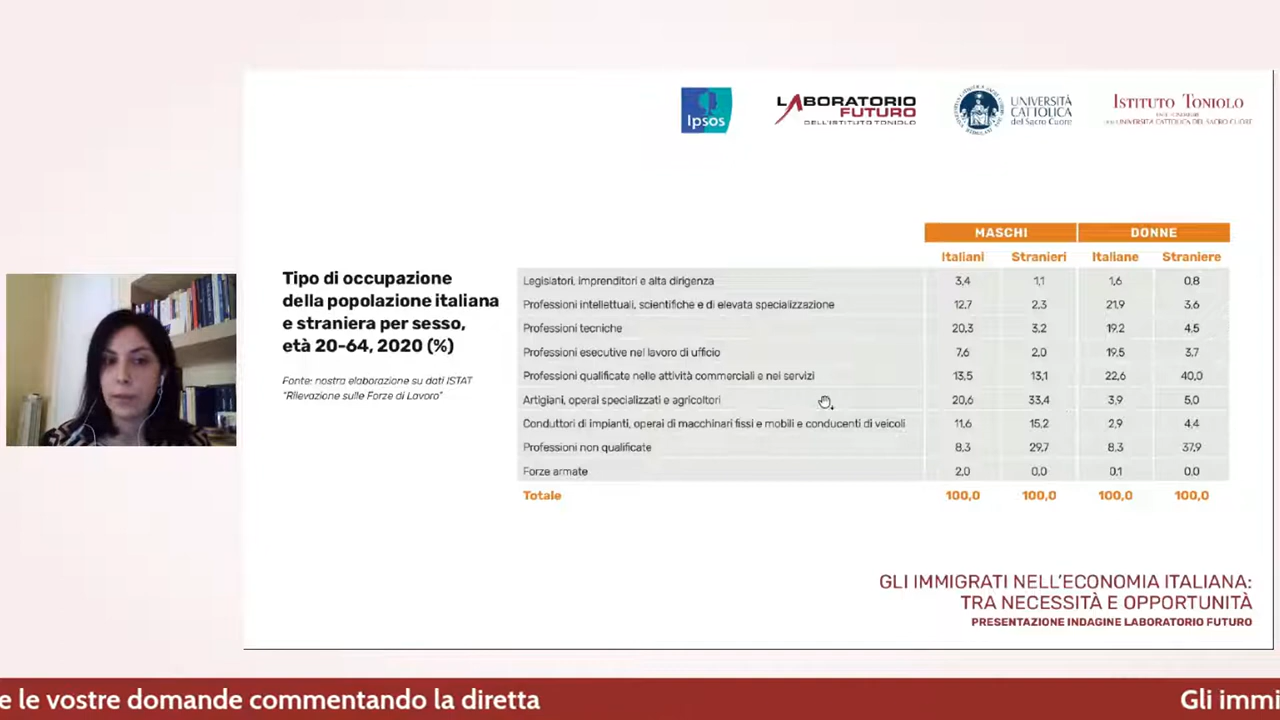 Ipsos
LABORATORIO
FUTURO
DELL'ISTITUTO TONIOLO
UNIVERSITÀ
CATTOLICA
del Sacro Cuore
ISTITUTO TONIOLO
UNIVERSITÀ CATTOLICA DEL SACRO CUORE
MASCHI DONNE
Italiani Stranieri Italiane Straniere
Tipo di occupazione
della popolazione italiana
e straniera per sesso,
età 20-64, 2020 (%)
Fonte: nostra elaborazione su dati ISTAT
"Rilevazione sulle Forze di Lavoro"
Legislatori, imprenditori e alta dirigenza 3,4 1,1 1,6 0,8
Professioni intellettuali, scientifiche e di elevata specializzazione 12,7 2,3 21,9 3,6
Professioni tecniche 20,3 3,2 19,2 4,5
Professioni esecutive nel lavoro di ufficio 7,6 2,0 19,5 3,7
Professioni qualificate nelle attività commerciali e nei servizi 13,5 13,1 22,6 40,0
Artigiani, operai specializzati e agricoltori 20,6 33,4 3,9 5,0
Conduttori di impianti, operai di macchinari fissi e mobili e conducenti di veicoli 11,6 15,2 2,9 4,4
Professioni non qualificate 8,3 29,7 8,3 37,9
Forze armate 2,0 0,0 0,1 0,0
Totale 100,0 100,0 100,0 100,0
GLI IMMIGRATI NELL'ECONOMIA ITALIANA:
TRA NECESSITÀ E OPPORTUNITÀ
PRESENTAZIONE INDAGINE LABORATORIO FUTURO
e le vostre domande commentando la diretta Gli immi